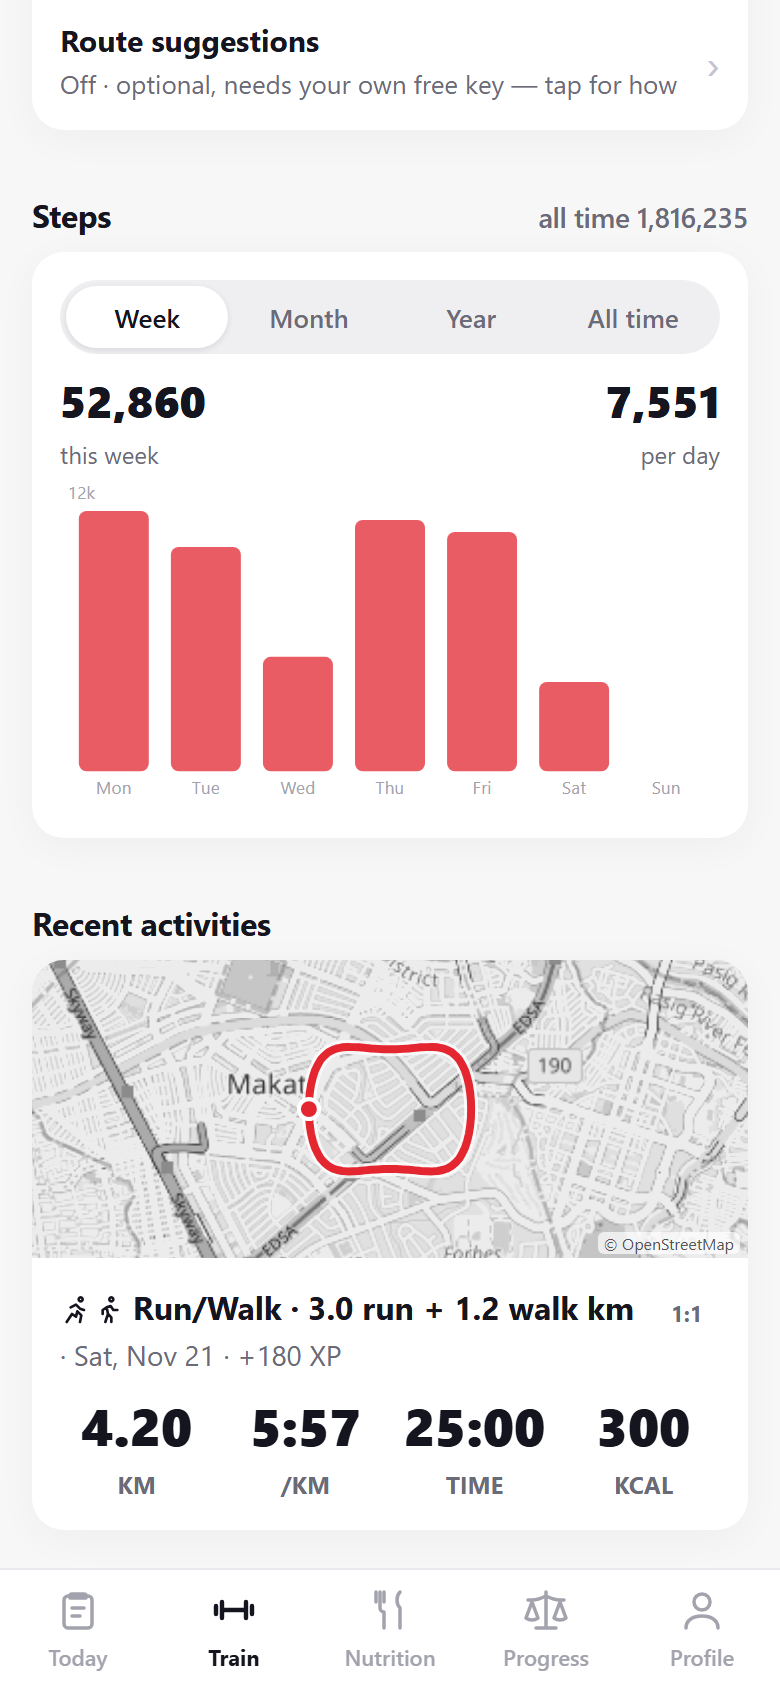 Route suggestions
Off · optional, needs your own free key — tap for how
Steps
all time 1,816,235
Week
Month
Year
All time
52,860
7,551
this week
per day
12k
Mon
Tue
Wed
Thu
Fri
Sat
Sun
Recent activities
Skyway
EDSA
190
Makat
Pasig River
Skyway
EDSA
Forbes
© OpenStreetMap
Run/Walk · 3.0 run + 1.2 walk km
1:1
· Sat, Nov 21 · +180 XP
4.20
5:57
25:00
300
KM
/KM
TIME
KCAL
Today
Train
Nutrition
Progress
Profile